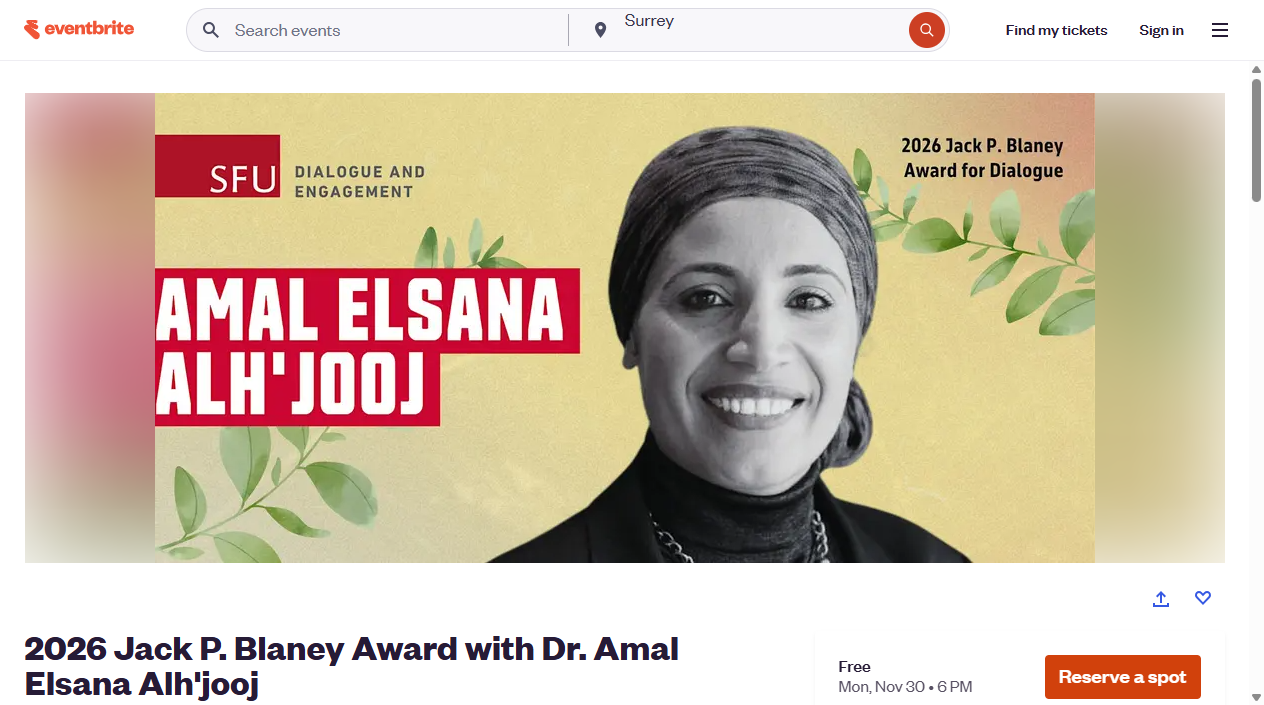 eventbrite
Search events
Surrey
Find my tickets
Sign in
SFU
DIALOGUE AND
ENGAGEMENT
2026 Jack P. Blaney
Award for Dialogue
AMAL ELSANA
ALH'JOOJ
2026 Jack P. Blaney Award with Dr. Amal
Elsana Alh'jooj
Free
Mon, Nov 30 • 6 PM
Reserve a spot